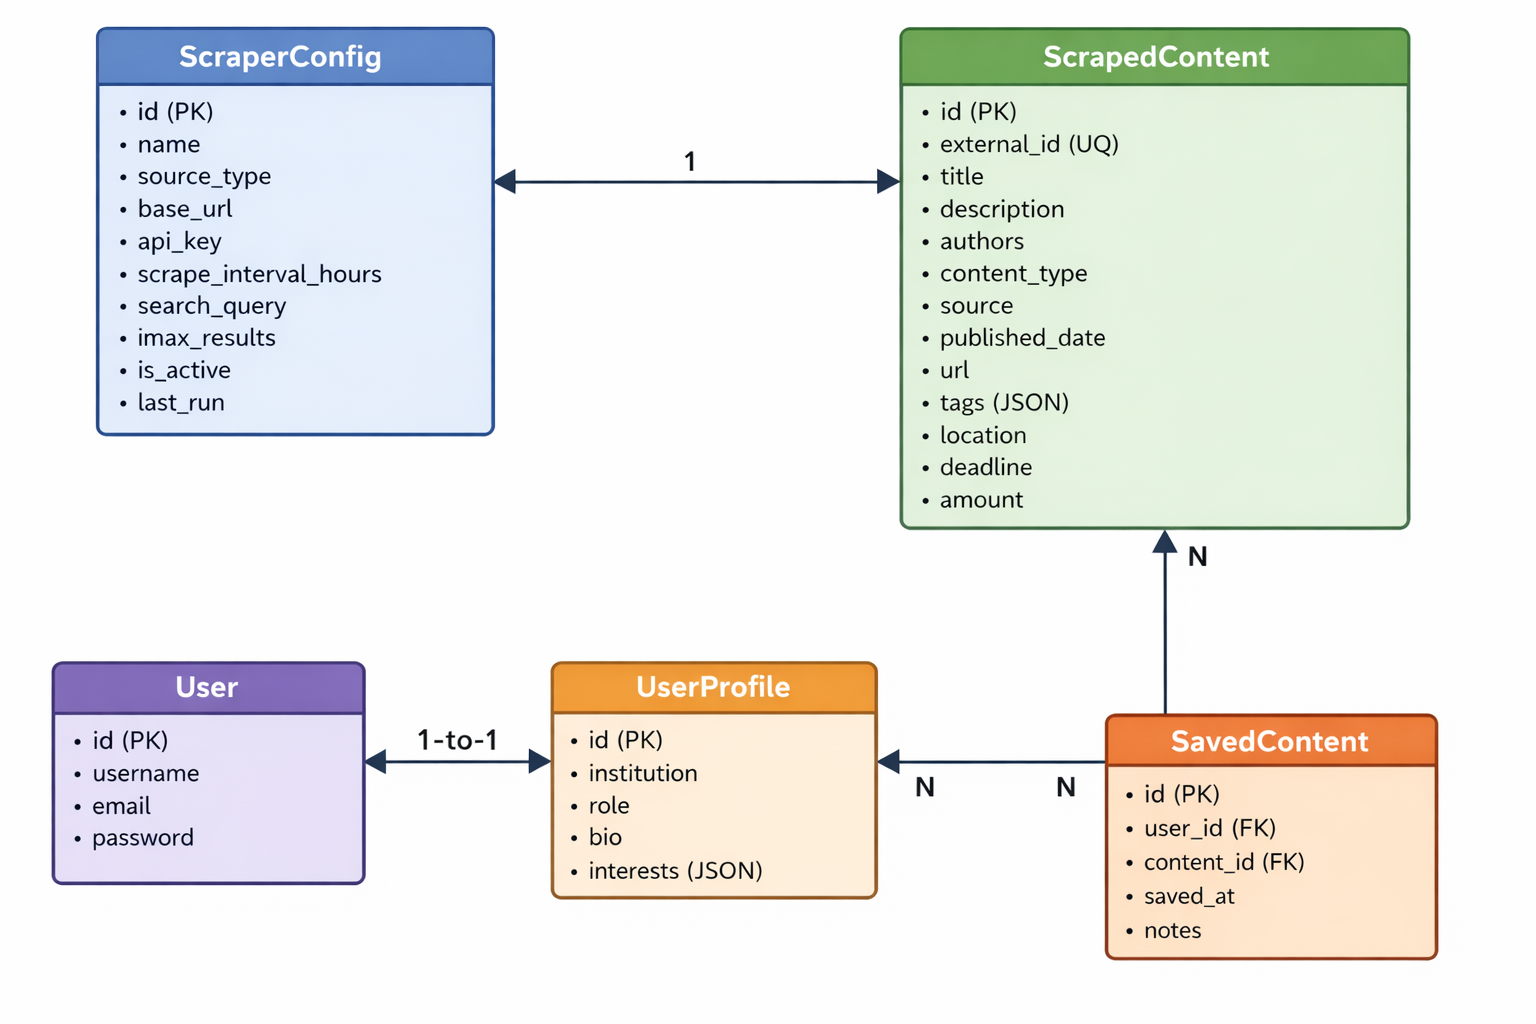 ScraperConfig
• id (PK)
• name
• source_type
• base_url
• api_key
• scrape_interval_hours
• search_query
• imax_results
• is_active
• last_run
1
ScrapedContent
• id (PK)
• external_id (UQ)
• title
• description
• authors
• content_type
• source
• published_date
• url
• tags (JSON)
• location
• deadline
• amount
N
User
• id (PK)
• username
• email
• password
1-to-1
UserProfile
• id (PK)
• institution
• role
• bio
• interests (JSON)
N
N
SavedContent
• id (PK)
• user_id (FK)
• content_id (FK)
• saved_at
• notes